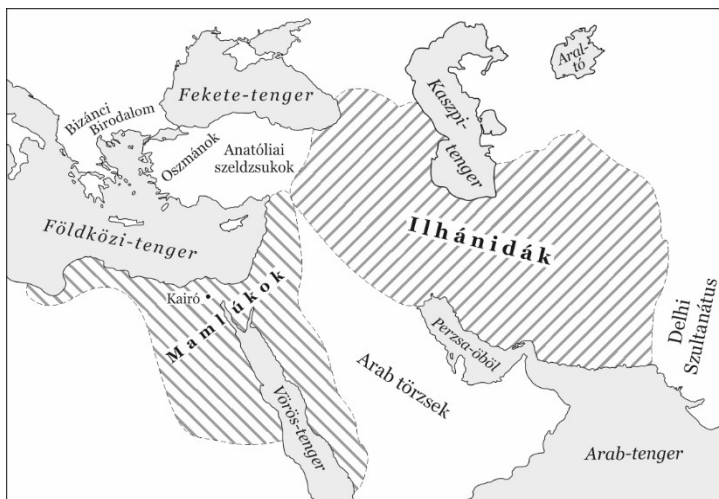 Aral-
tó
Fekete-tenger
Kaszpi-
tenger
Bizánci
Birodalom
Oszmánok
Anatóliai
szeldzsukok
Ilhánidák
Földközi-tenger
Kairó
Mamlúkok
Delhi
Szultanátus
Perzsa-öböl
Arab törzsek
Vörös-tenger
Arab-tenger